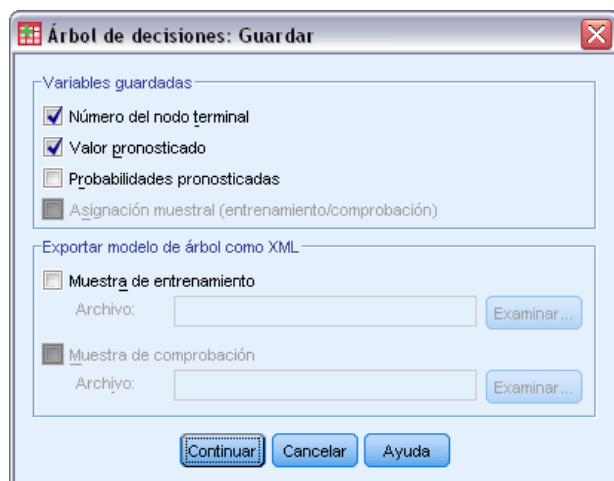 Árbol de decisiones: Guardar
Variables guardadas
Número del nodo terminal
Valor pronosticado
Probabilidades pronosticadas
Asignación muestral (entrenamiento/comprobación)
Exportar modelo de árbol como XML
Muestra de entrenamiento
Archivo: Examinar...
Muestra de comprobación
Archivo: Examinar...
Continuar Cancelar Ayuda